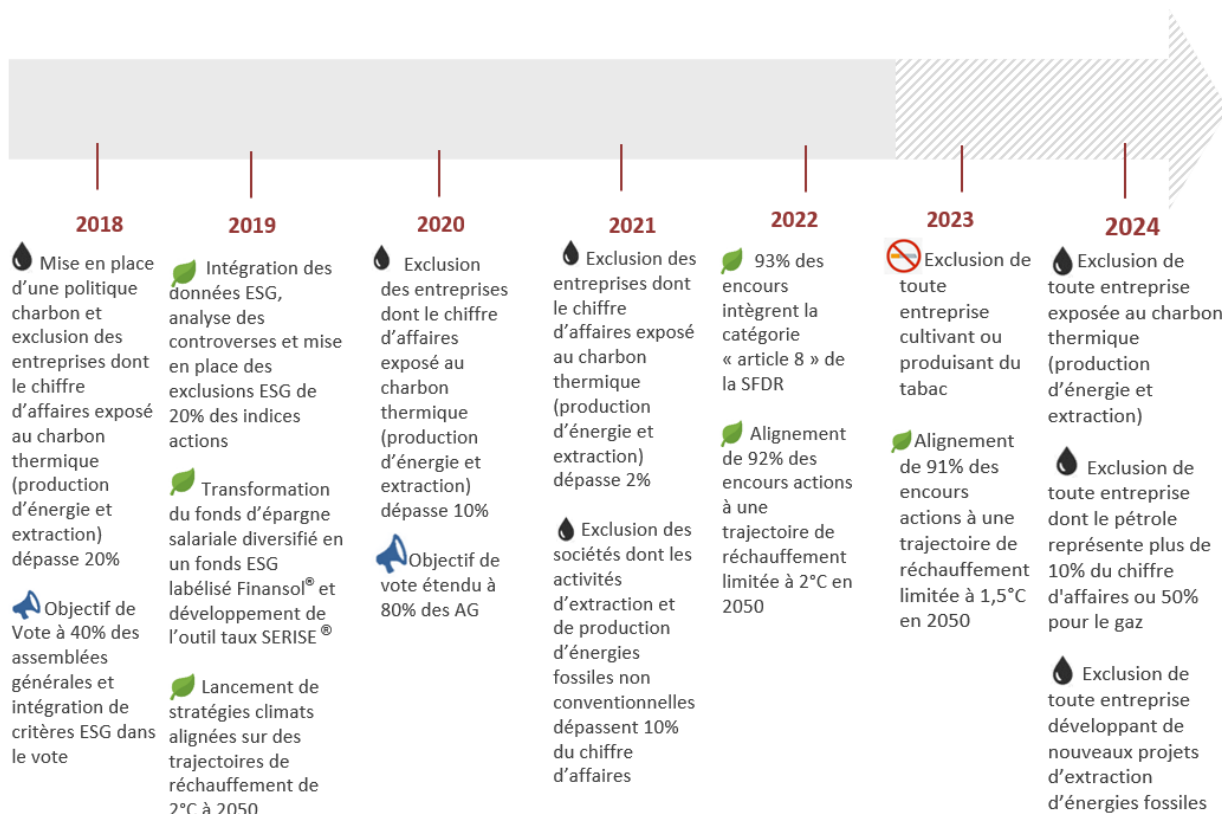 2018
Mise en place
d'une politique
charbon et
exclusion des
entreprises dont
le chiffre
d'affaires exposé
au charbon
thermique
(production
d'énergie et
extraction)
dépasse 20%
Objectif de
Vote à 40% des
assemblées
générales et
intégration de
critères ESG dans
le vote
2019
Intégration des
données ESG,
analyse des
controverses et mise
en place des
exclusions ESG de
20% des indices
actions
Transformation
du fonds d'épargne
salariale diversifié en
un fonds ESG
labélisé Finansol® et
développement de
l'outil taux SERISE ®
Lancement de
stratégies climats
alignées sur des
trajectoires de
réchauffement de
2°C à 2050
2020
Exclusion
des entreprises
dont le chiffre
d'affaires
exposé au
charbon
thermique
(production
d'énergie et
extraction)
dépasse 10%
Objectif de
vote étendu à
80% des AG
2021
Exclusion des
entreprises dont
le chiffre
d'affaires exposé
au charbon
thermique
(production
d'énergie et
extraction)
dépasse 2%
Exclusion des
sociétés dont les
activités
d'extraction et
de production
d'énergies
fossiles non
conventionnelles
dépassent 10%
du chiffre
d'affaires
2022
93% des
encours
intègrent la
catégorie
« article 8 » de
la SFDR
Alignement
de 92% des
encours actions
à une
trajectoire de
réchauffement
limitée à 2°C en
2050
2023
Exclusion de
toute
entreprise
cultivant ou
produisant du
tabac
Alignement
de 91% des
encours
actions à une
trajectoire de
réchauffement
limitée à 1,5°C
en 2050
2024
Exclusion de
toute entreprise
exposée au charbon
thermique
(production
d'énergie et
extraction)
Exclusion de
toute entreprise
dont le pétrole
représente plus de
10% du chiffre
d'affaires ou 50%
pour le gaz
Exclusion de
toute entreprise
développant de
nouveaux projets
d'extraction
d'énergies fossiles